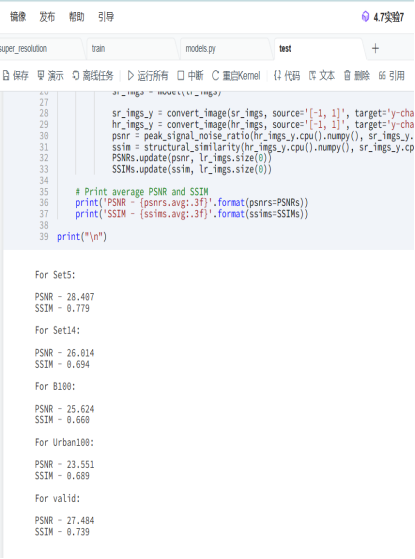 镜像 发布 帮助 引导 4.7实验7
super_resolution train models.py test +
保存 演示 离线任务 运行所有 中断 重启Kernel 代码 文本 删除 引用
27
28 sr_imgs_y = convert_image(sr_imgs, source='[-1, 1]', target='y-cha
29 hr_imgs_y = convert_image(hr_imgs, source='[-1, 1]', target='y-cha
30 psnr = peak_signal_noise_ratio(hr_imgs_y.cpu().numpy(), sr_imgs_y.
31 ssim = structural_similarity(hr_imgs_y.cpu().numpy(), sr_imgs_y.cp
32 PSNRs.update(psnr, lr_imgs.size(0))
33 SSIMs.update(ssim, lr_imgs.size(0))
34
35 # Print average PSNR and SSIM
36 print('PSNR - {psnrs.avg:.3f}'.format(psnrs=PSNRs))
37 print('SSIM - {ssims.avg:.3f}'.format(ssims=SSIMs))
38
39 print("\n")
For Set5:
PSNR - 28.407
SSIM - 0.779
For Set14:
PSNR - 26.014
SSIM - 0.694
For B100:
PSNR - 25.624
SSIM - 0.660
For Urban100:
PSNR - 23.551
SSIM - 0.689
For valid:
PSNR - 27.484
SSIM - 0.739